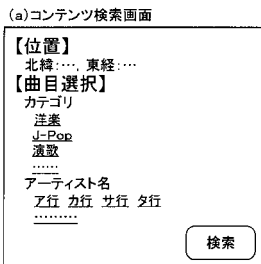 (a)コンテンツ検索画面
【位置】
北緯:…, 東経:…
【曲目選択】
カテゴリ
洋楽
J-Pop
演歌
……
アーティスト名
ア行 カ行 サ行 タ行
………
検索